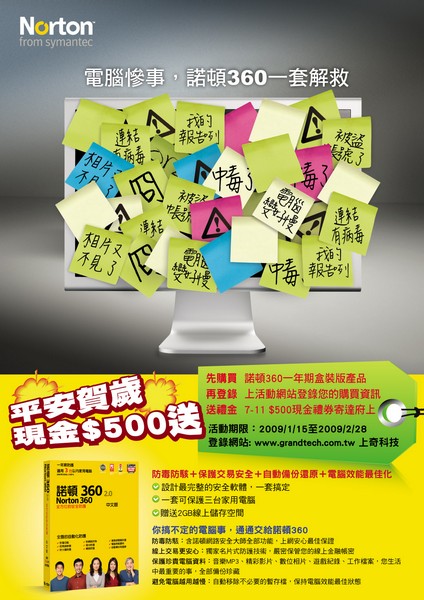 Norton
from symantec
電腦慘事，諾頓360一套解救
連結
有病毒
我的
報告咧
被盜
帳號了
相片又
不見了
囧
中毒了
被盜
帳號了
電腦
變好慢
連結
有病毒
連結
有病毒
相片又
不見了
囧
電腦
變好慢
中毒
我的
報告咧
平安賀歲
現金$500送
先購買 諾頓360一年期盒裝版產品
再登錄 上活動網站登錄您的購買資訊
送禮金 7-11 $500現金禮券寄達府上
活動期限：2009/1/15至2009/2/28
登錄網站: www.grandtech.com.tw 上奇科技
防毒防駭＋保護交易安全＋自動備份還原＋電腦效能最佳化
設計最完整的安全軟體，一套搞定
一套可保護三台家用電腦
贈送2GB線上儲存空間
你搞不定的電腦事，通通交給諾頓360
防毒防駭：含諾頓網路安全大師全部功能，上網安心最佳保證
線上交易更安心：獨家名片式防護技術，嚴密保管您的線上金融帳密
保護珍貴電腦資料：音樂MP3、精彩影片、數位相片、遊戲紀錄、工作檔案，您生活
中最重要的事，全部備份珍藏
避免電腦越用越慢：自動移除不必要的暫存檔，保持電腦效能最佳狀態
諾頓 360 2.0
Norton 360
中文版